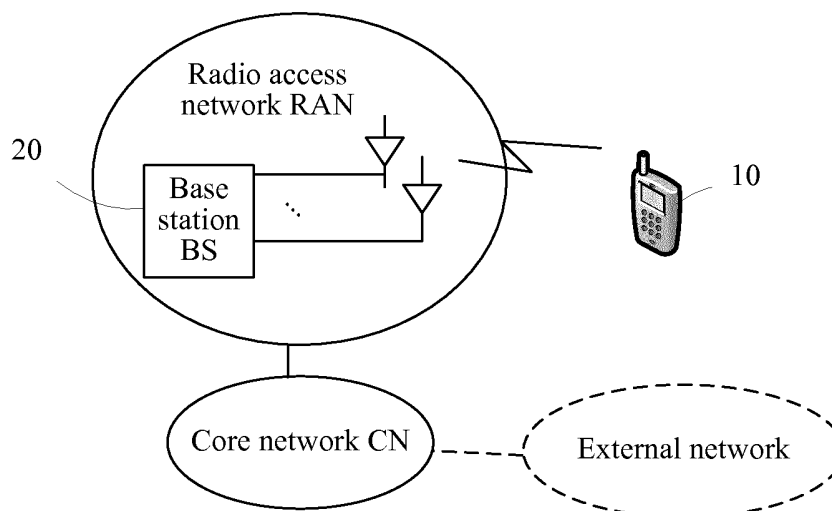 Radio access
network RAN
20
Base
station
BS
10
Core network CN
External network